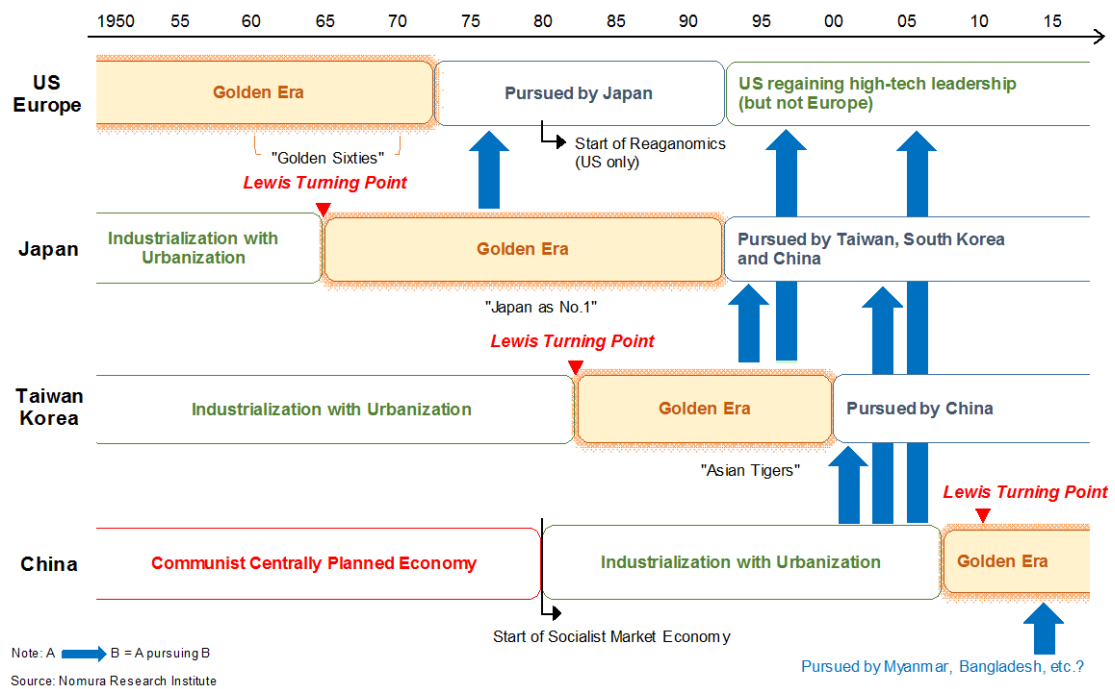 1950 55 60 65 70 75 80 85 90 95 00 05 10 15
US
Europe
Golden Era
Pursued by Japan
US regaining high-tech leadership
(but not Europe)
"Golden Sixties"
Start of Reaganomics
(US only)
Lewis Turning Point
Japan
Industrialization with
Urbanization
Golden Era
Pursued by Taiwan, South Korea
and China
"Japan as No.1"
Lewis Turning Point
Taiwan
Korea
Industrialization with Urbanization
Golden Era
Pursued by China
"Asian Tigers"
Lewis Turning Point
China
Communist Centrally Planned Economy
Industrialization with Urbanization
Golden Era
Start of Socialist Market Economy
Note: A B = A pursuing B
Pursued by Myanmar, Bangladesh, etc.?
Source: Nomura Research Institute